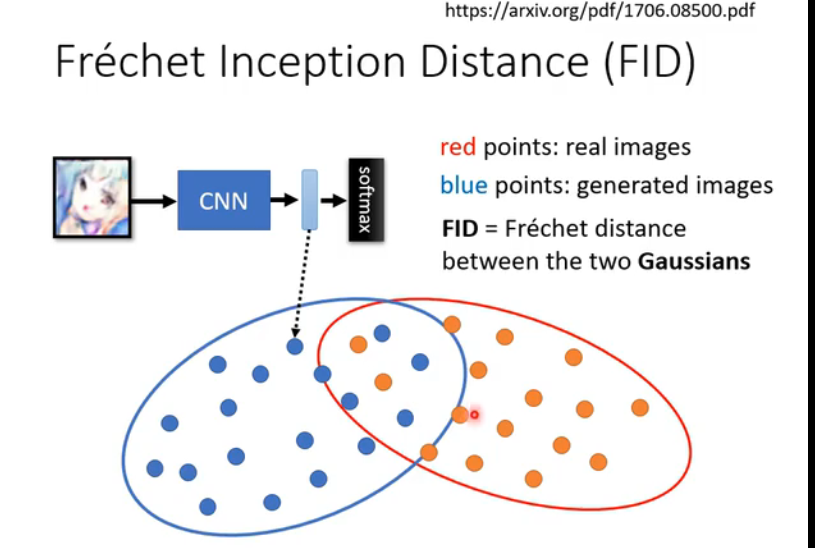 https://arxiv.org/pdf/1706.08500.pdf
Fréchet Inception Distance (FID)
CNN
softmax
red points: real images
blue points: generated images
FID = Fréchet distance
between the two Gaussians